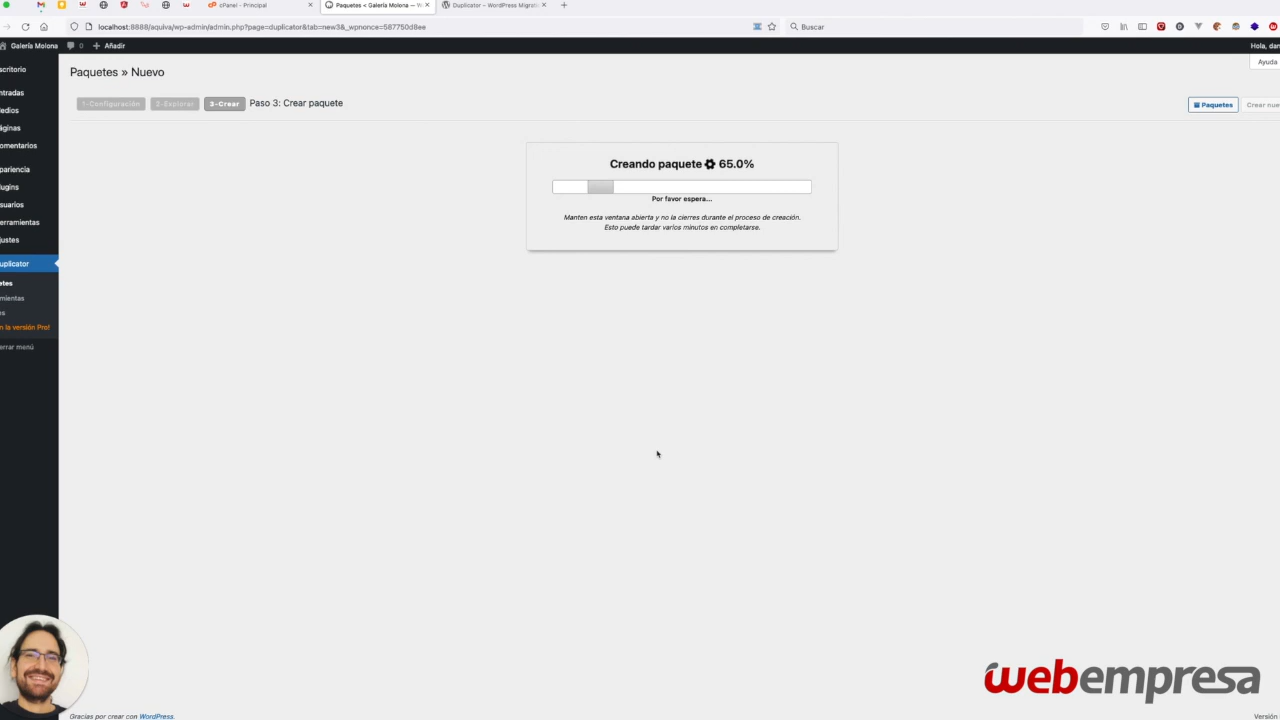 cPanel - Principal
Paquetes < Galería Molona — W
Duplicator – WordPress Migrat
localhost:8888/aquiva/wp-admin/admin.php?page=duplicator&tab=new3&_wpnonce=587750d8ee
Buscar
Galería Molona
0
Añadir
Hola, dan
Ayuda
scritorio
ntradas
edios
áginas
omentarios
pariencia
lugins
suarios
erramientas
justes
uplicator
etes
mientas
es
n la versión Pro!
errar menú
Paquetes » Nuevo
1-Configuración
2-Explorar
3-Crear
Paso 3: Crear paquete
Paquetes
Crear nue
Creando paquete 65.0%
Por favor espera...
Manten esta ventana abierta y no la cierres durante el proceso de creación.
Esto puede tardar varios minutos en completarse.
webempresa
Gracias por crear con WordPress.
Versión